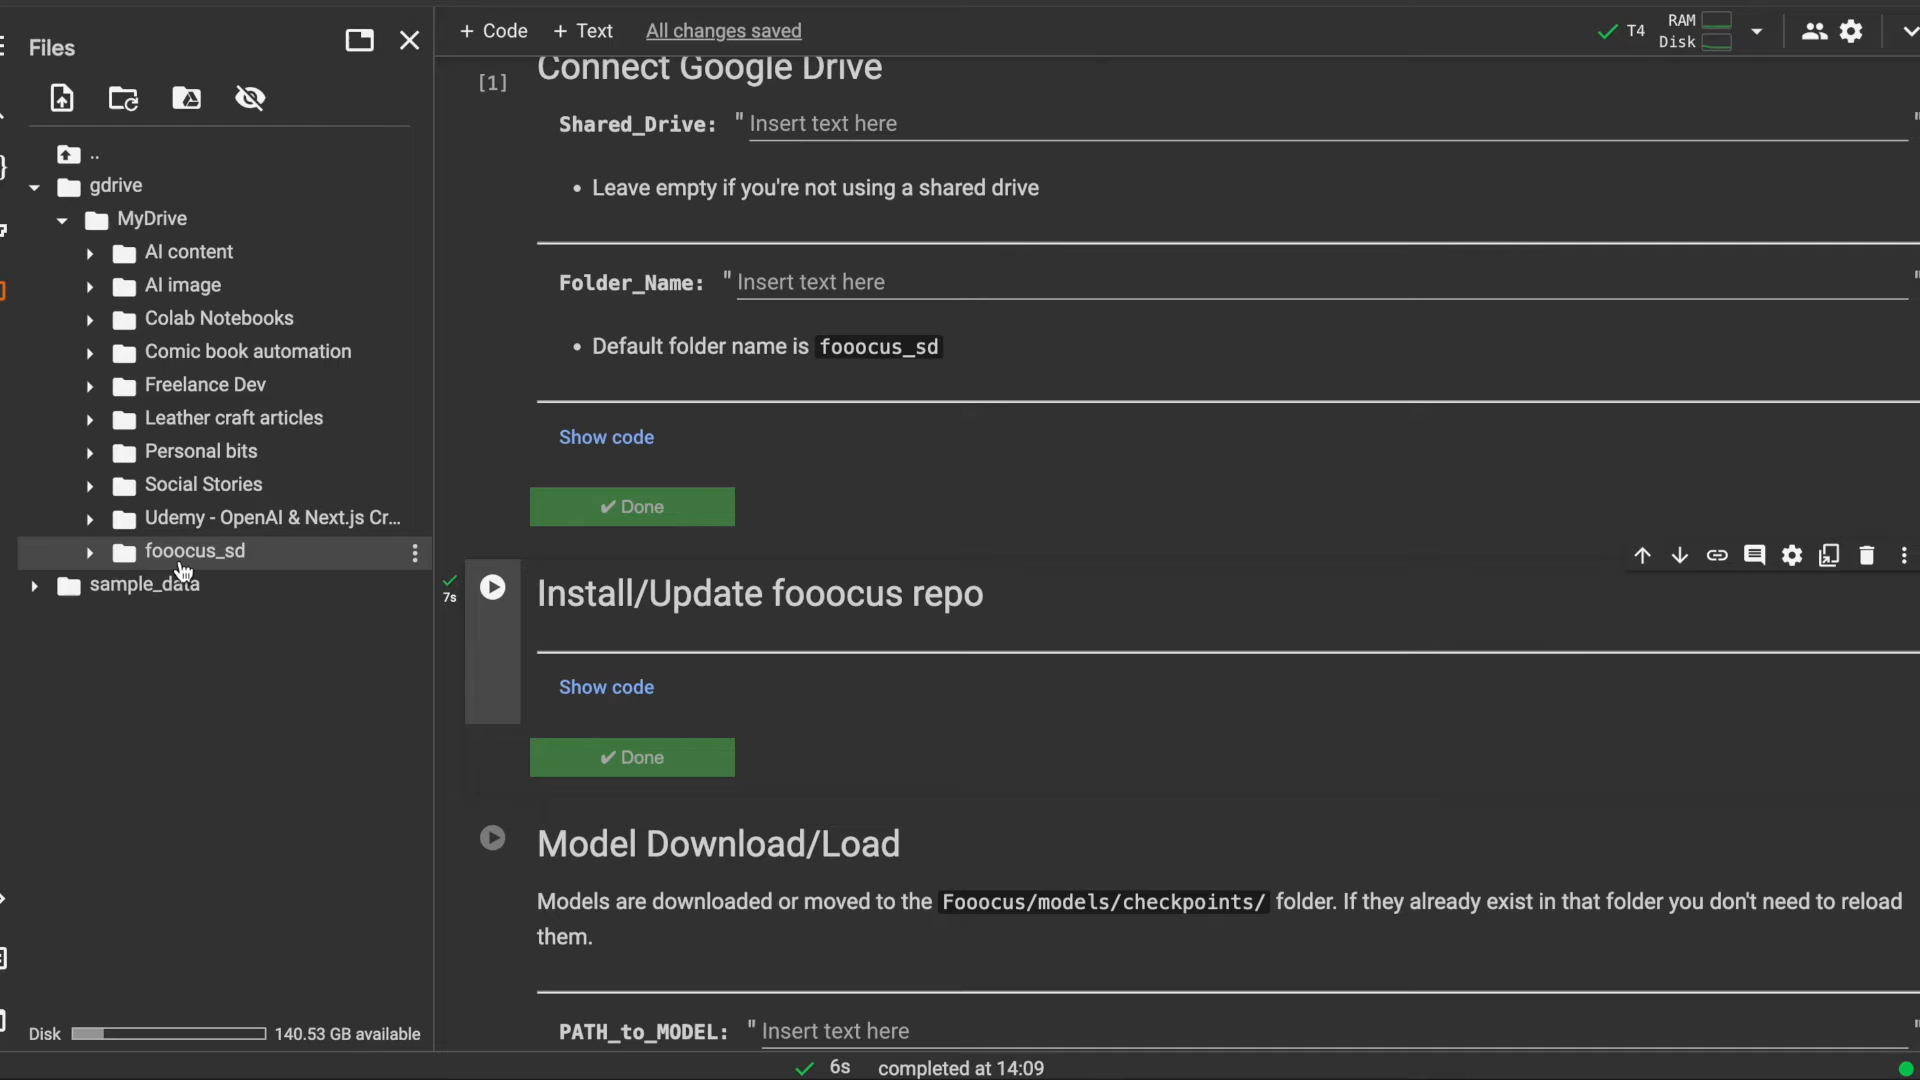 Files
..
gdrive
MyDrive
AI content
AI image
Colab Notebooks
Comic book automation
Freelance Dev
Leather craft articles
Personal bits
Social Stories
Udemy - OpenAI & Next.js Cr...
fooocus_sd
sample_data
Disk 140.53 GB available
+ Code + Text All changes saved
T4 RAM
Disk
[1] Connect Google Drive
Shared_Drive: " Insert text here "
• Leave empty if you're not using a shared drive
Folder_Name: " Insert text here "
• Default folder name is fooocus_sd
Show code
✔ Done
7s
Install/Update fooocus repo
Show code
✔ Done
Model Download/Load
Models are downloaded or moved to the Fooocus/models/checkpoints/ folder. If they already exist in that folder you don't need to reload
them.
PATH_to_MODEL: " Insert text here "
✓ 6s completed at 14:09